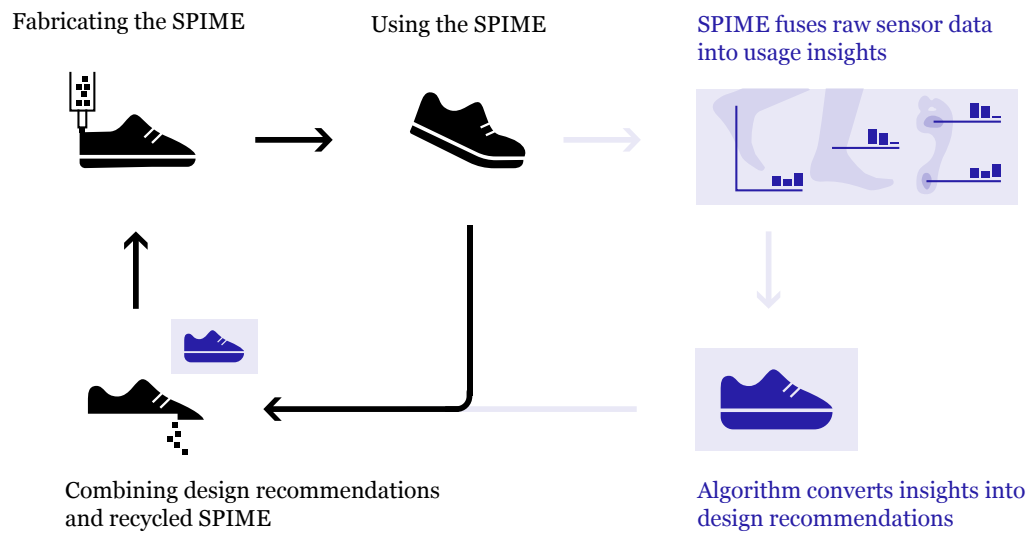 Fabricating the SPIME
Using the SPIME
SPIME fuses raw sensor data
into usage insights
Combining design recommendations
and recycled SPIME
Algorithm converts insights into
design recommendations